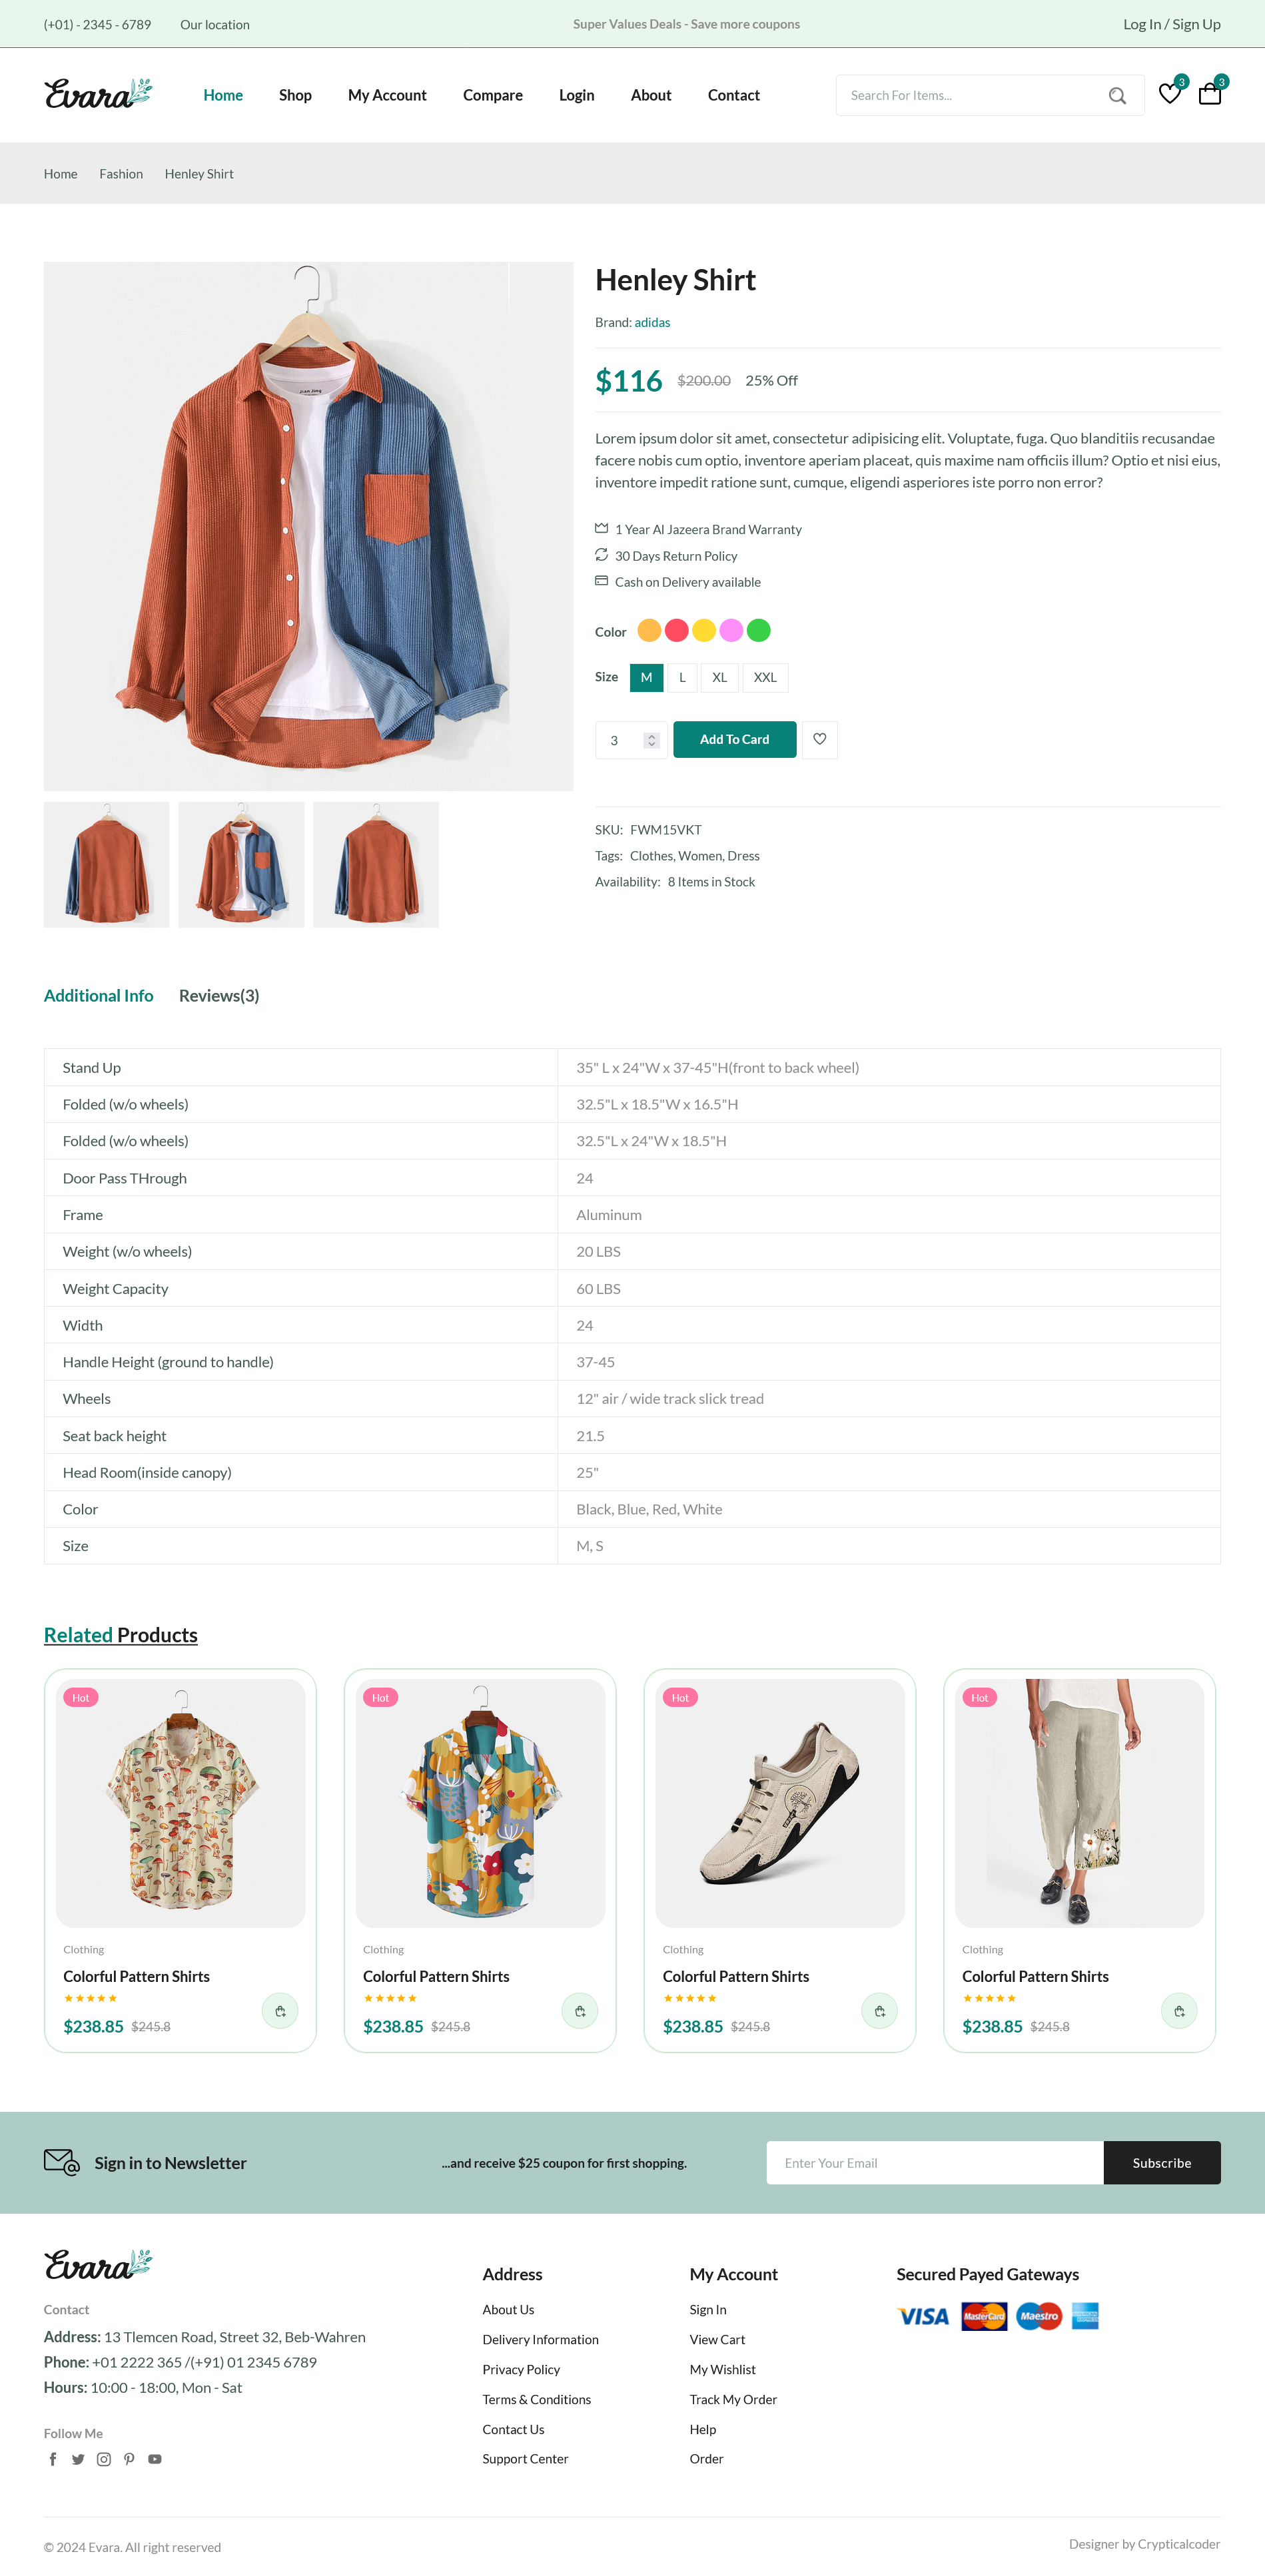 (+01) - 2345 - 6789 Our location Super Values Deals - Save more coupons Log In / Sign Up
Evara Home Shop My Account Compare Login About Contact Search For Items... 3 3
Home Fashion Henley Shirt
Henley Shirt
Brand: adidas
$116 $200.00 25% Off
Lorem ipsum dolor sit amet, consectetur adipisicing elit. Voluptate, fuga. Quo blanditiis recusandae
facere nobis cum optio, inventore aperiam placeat, quis maxime nam officiis illum? Optio et nisi eius,
inventore impedit ratione sunt, cumque, eligendi asperiores iste porro non error?
1 Year Al Jazeera Brand Warranty
30 Days Return Policy
Cash on Delivery available
Color
Size M L XL XXL
3 Add To Card
SKU: FWM15VKT
Tags: Clothes, Women, Dress
Availability: 8 Items in Stock
Additional Info Reviews(3)
Stand Up 35" L x 24"W x 37-45"H(front to back wheel)
Folded (w/o wheels) 32.5"L x 18.5"W x 16.5"H
Folded (w/o wheels) 32.5"L x 24"W x 18.5"H
Door Pass THrough 24
Frame Aluminum
Weight (w/o wheels) 20 LBS
Weight Capacity 60 LBS
Width 24
Handle Height (ground to handle) 37-45
Wheels 12" air / wide track slick tread
Seat back height 21.5
Head Room(inside canopy) 25"
Color Black, Blue, Red, White
Size M, S
Related Products
Hot Hot Hot Hot
Clothing Clothing Clothing Clothing
Colorful Pattern Shirts Colorful Pattern Shirts Colorful Pattern Shirts Colorful Pattern Shirts
$238.85 $245.8 $238.85 $245.8 $238.85 $245.8 $238.85 $245.8
Sign in to Newsletter ...and receive $25 coupon for first shopping. Enter Your Email Subscribe
Evara
Contact
Address: 13 Tlemcen Road, Street 32, Beb-Wahren
Phone: +01 2222 365 /(+91) 01 2345 6789
Hours: 10:00 - 18:00, Mon - Sat
Follow Me
Address
About Us
Delivery Information
Privacy Policy
Terms & Conditions
Contact Us
Support Center
My Account
Sign In
View Cart
My Wishlist
Track My Order
Help
Order
Secured Payed Gateways
VISA MasterCard Maestro
© 2024 Evara. All right reserved Designer by Crypticalcoder